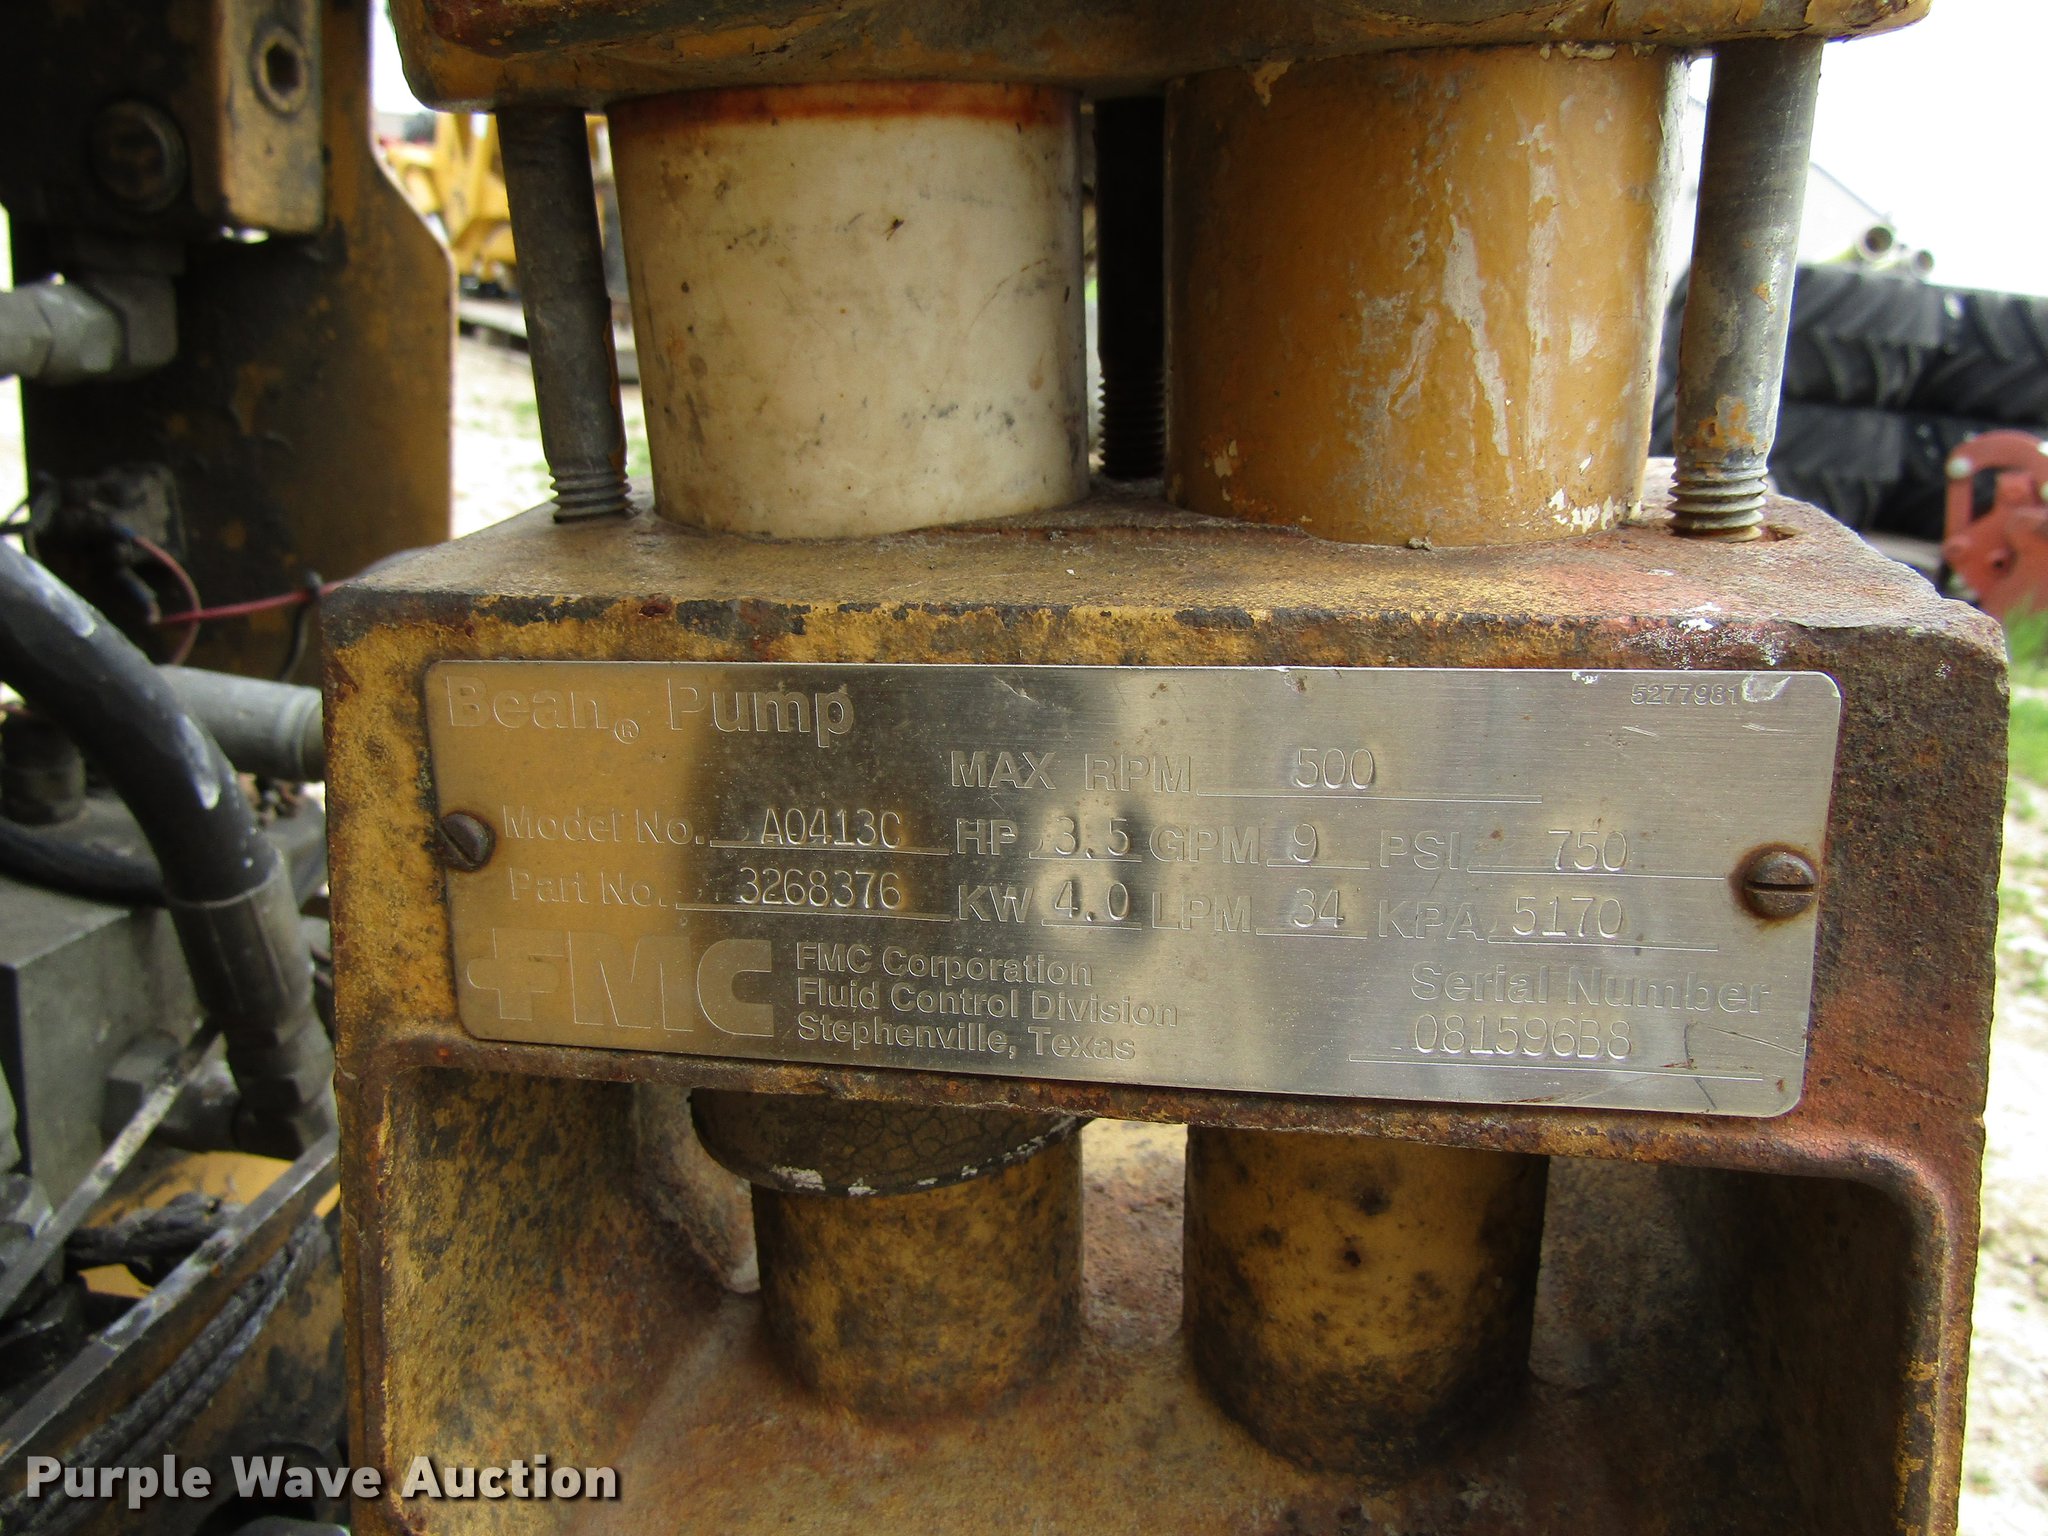 Bean® Pump 5277981
MAX RPM 500
Model No. A0413C HP 3.5 GPM 9 PSI 750
Part No. 3268376 KW 4.0 LPM 34 KPA 5170
FMC FMC Corporation
Fluid Control Division
Stephenville, Texas
Serial Number
081596B8
Purple Wave Auction